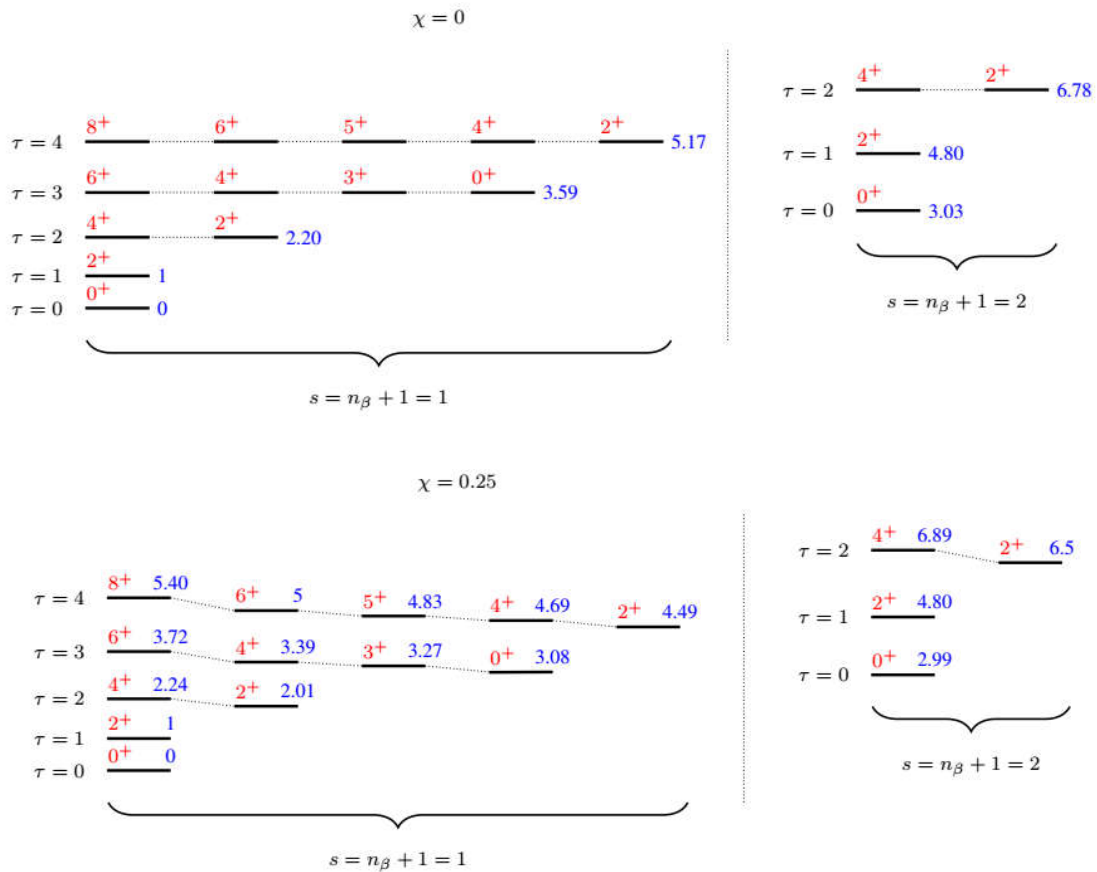 χ = 0
8⁺ 6⁺ 5⁺ 4⁺ 2⁺
τ = 4 5.17
6⁺ 4⁺ 3⁺ 0⁺
τ = 3 3.59
4⁺ 2⁺
τ = 2 2.20
2⁺
τ = 1 1
0⁺
τ = 0 0
s = n_β + 1 = 1
4⁺ 2⁺
τ = 2 6.78
2⁺
τ = 1 4.80
0⁺
τ = 0 3.03
s = n_β + 1 = 2
χ = 0.25
τ = 4 8⁺ 5.40 6⁺ 5 5⁺ 4.83 4⁺ 4.69 2⁺ 4.49
τ = 3 6⁺ 3.72 4⁺ 3.39 3⁺ 3.27 0⁺ 3.08
τ = 2 4⁺ 2.24 2⁺ 2.01
τ = 1 2⁺ 1
τ = 0 0⁺ 0
s = n_β + 1 = 1
τ = 2 4⁺ 6.89 2⁺ 6.5
τ = 1 2⁺ 4.80
τ = 0 0⁺ 2.99
s = n_β + 1 = 2